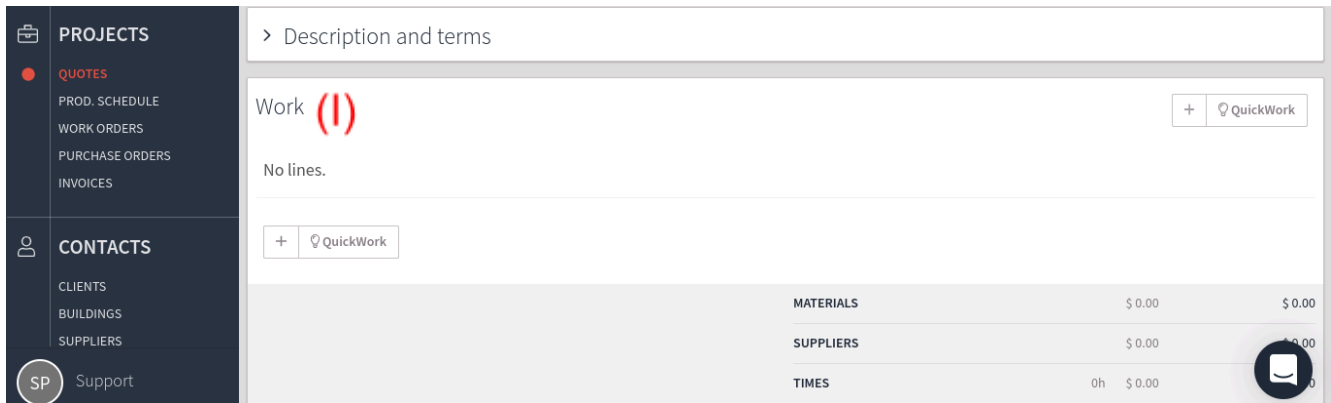 PROJECTS
QUOTES
PROD. SCHEDULE
WORK ORDERS
PURCHASE ORDERS
INVOICES
CONTACTS
CLIENTS
BUILDINGS
SUPPLIERS
SP Support
Description and terms
Work (I)
+ QuickWork
No lines.
+ QuickWork
MATERIALS $ 0.00 $ 0.00
SUPPLIERS $ 0.00
TIMES 0h $ 0.00